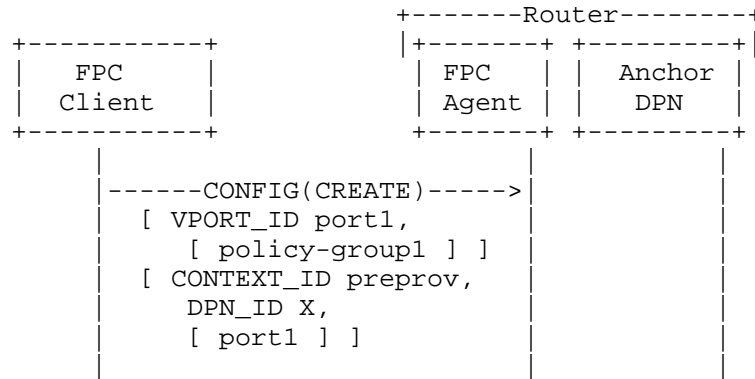 +-------Router--------+
+-----------+ |+-------+ +---------+|
| FPC | | FPC | | Anchor |
| Client | | Agent | | DPN |
+-----------+ +-------+ +---------+
| | |
|------CONFIG(CREATE)----->| |
| [ VPORT_ID port1, | |
| [ policy-group1 ] ] | |
| [ CONTEXT_ID preprov, | |
| DPN_ID X, | |
| [ port1 ] ] | |
| | |